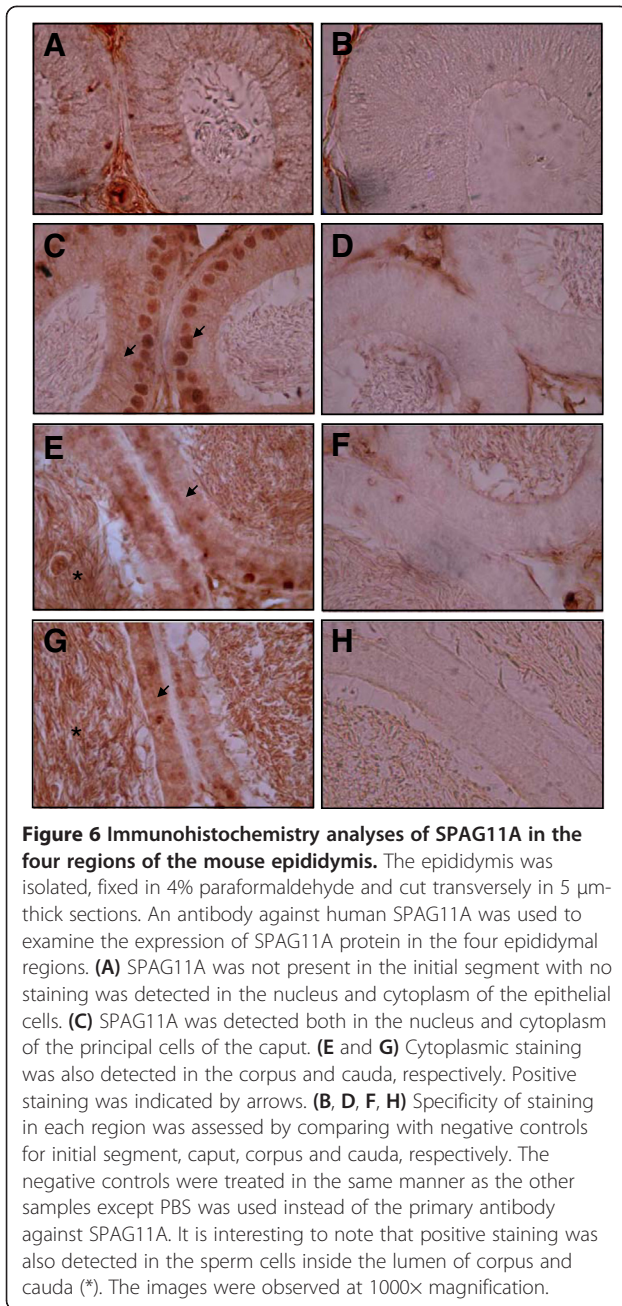 A
B
C
D
E
*
F
G
*
H
Figure 6 Immunohistochemistry analyses of SPAG11A in the
four regions of the mouse epididymis. The epididymis was
isolated, fixed in 4% paraformaldehyde and cut transversely in 5 μm-
thick sections. An antibody against human SPAG11A was used to
examine the expression of SPAG11A protein in the four epididymal
regions. (A) SPAG11A was not present in the initial segment with no
staining was detected in the nucleus and cytoplasm of the epithelial
cells. (C) SPAG11A was detected both in the nucleus and cytoplasm
of the principal cells of the caput. (E and G) Cytoplasmic staining
was also detected in the corpus and cauda, respectively. Positive
staining was indicated by arrows. (B, D, F, H) Specificity of staining
in each region was assessed by comparing with negative controls
for initial segment, caput, corpus and cauda, respectively. The
negative controls were treated in the same manner as the other
samples except PBS was used instead of the primary antibody
against SPAG11A. It is interesting to note that positive staining was
also detected in the sperm cells inside the lumen of corpus and
cauda (*). The images were observed at 1000× magnification.